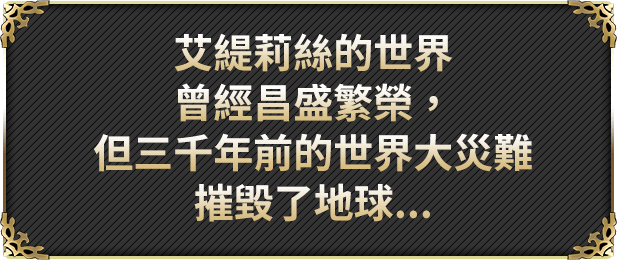 艾緹莉絲的世界
曾經昌盛繁榮，
但三千年前的世界大災難
摧毀了地球...